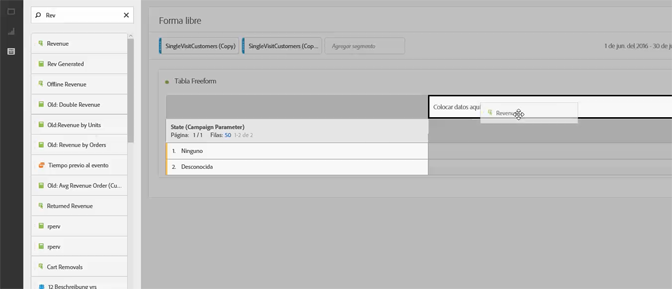 Rev
Revenue
Rev Generated
Offline Revenue
Old: Double Revenue
Old:Revenue by Units
Old: Revenue by Orders
Tiempo previo al evento
Old: Avg Revenue Order (Cu...
Returned Revenue
rperv
rperv
Cart Removals
12 Beschreibung vrs
Forma libre
SingleVisitCustomers (Copy)
SingleVisitCustomers (Cop...
Agregar segmento
1 de jun. del 2016 - 30 de ju
Tabla Freeform
Colocar datos aquí
Revenue
State (Campaign Parameter)
Página: 1 / 1 Filas: 50 1-2 de 2
1. Ninguno
2. Desconocida